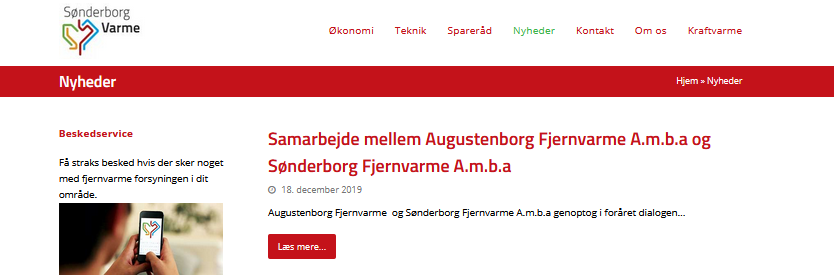 Sønderborg
Varme
Økonomi Teknik Spareråd Nyheder Kontakt Om os Kraftvarme
Nyheder
Hjem » Nyheder
Beskedservice
Få straks besked hvis der sker noget
med fjernvarme forsyningen i dit
område.
Samarbejde mellem Augustenborg Fjernvarme A.m.b.a og
Sønderborg Fjernvarme A.m.b.a
18. december 2019
Augustenborg Fjernvarme og Sønderborg Fjernvarme A.m.b.a genoptog i foråret dialogen...
Læs mere...